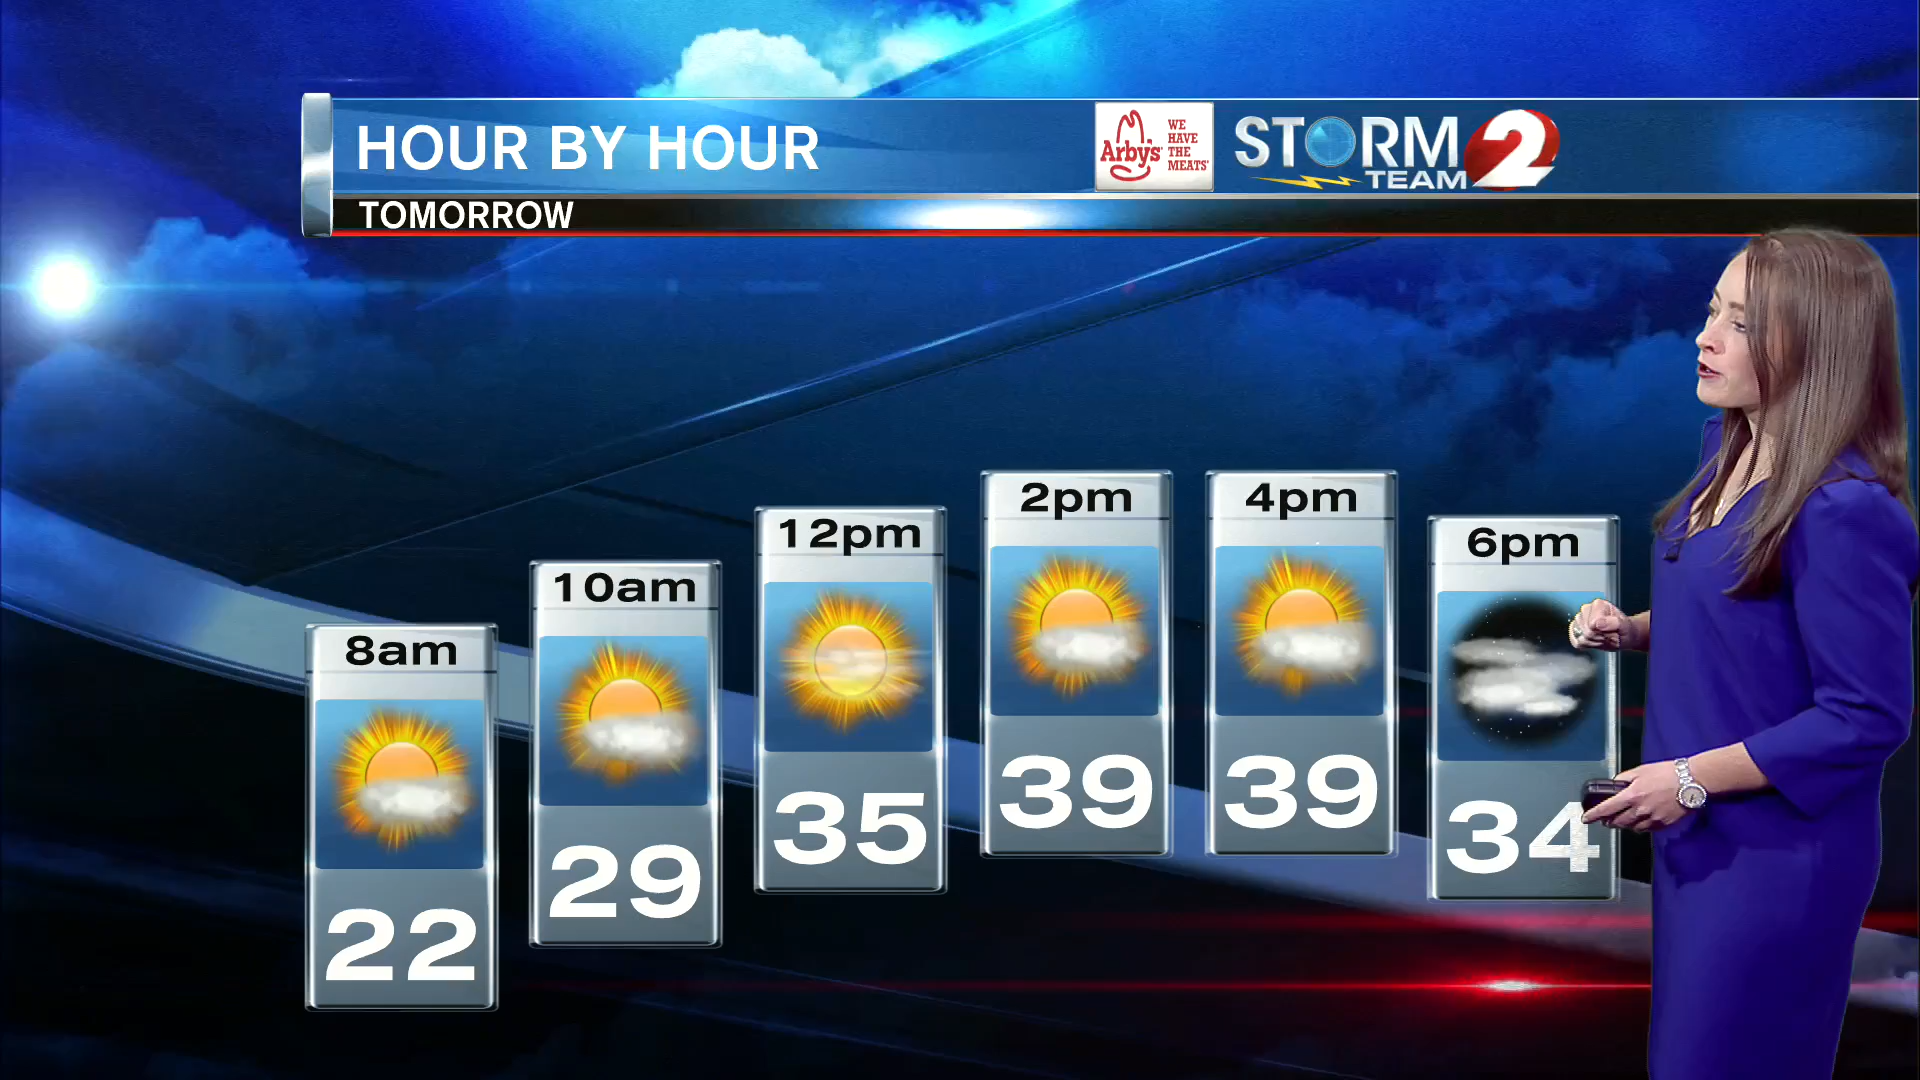 HOUR BY HOUR
Arby's
WE
HAVE
THE
MEATS
STORM
TEAM 2
TOMORROW
8am
22
10am
29
12pm
35
2pm
39
4pm
39
6pm
34